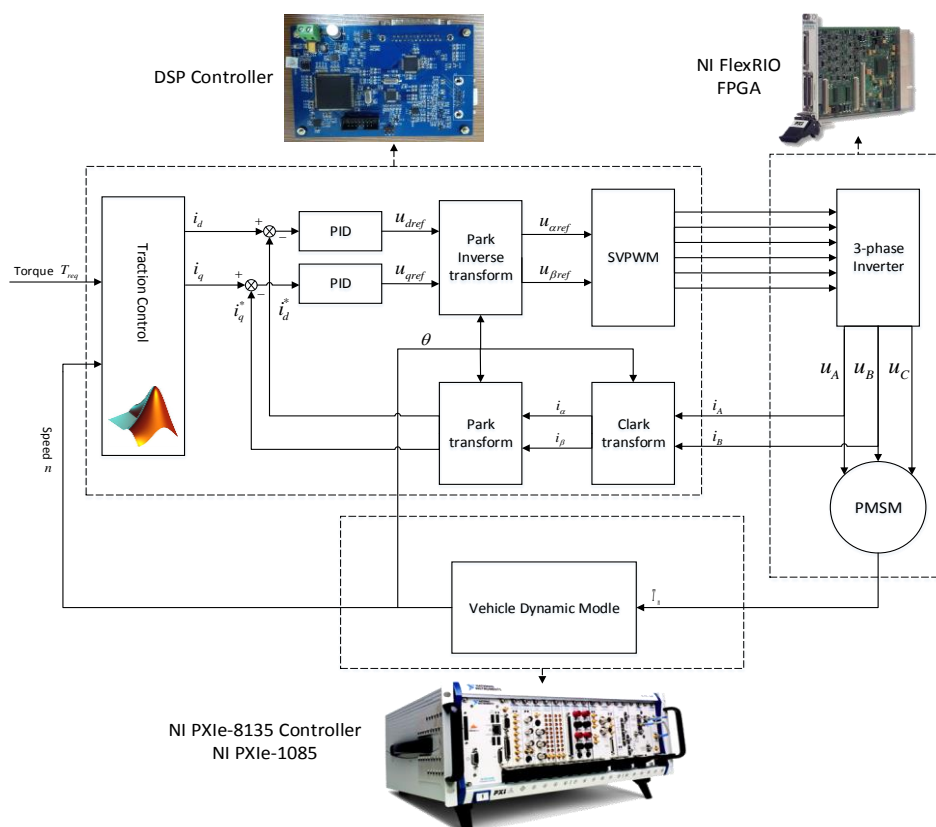 DSP Controller
NI FlexRIO
FPGA
Torque T_req
Speed n
Traction Control
i_d
i_q
+
−
+
−
i_q^*
i_d^*
PID
PID
u_dref
u_qref
Park
Inverse
transform
u_αref
u_βref
SVPWM
3-phase
Inverter
u_A
u_B
u_C
θ
Park
transform
i_α
i_β
Clark
transform
i_A
i_B
PMSM
Vehicle Dynamic Modle
NI PXIe-8135 Controller
NI PXIe-1085
PXI